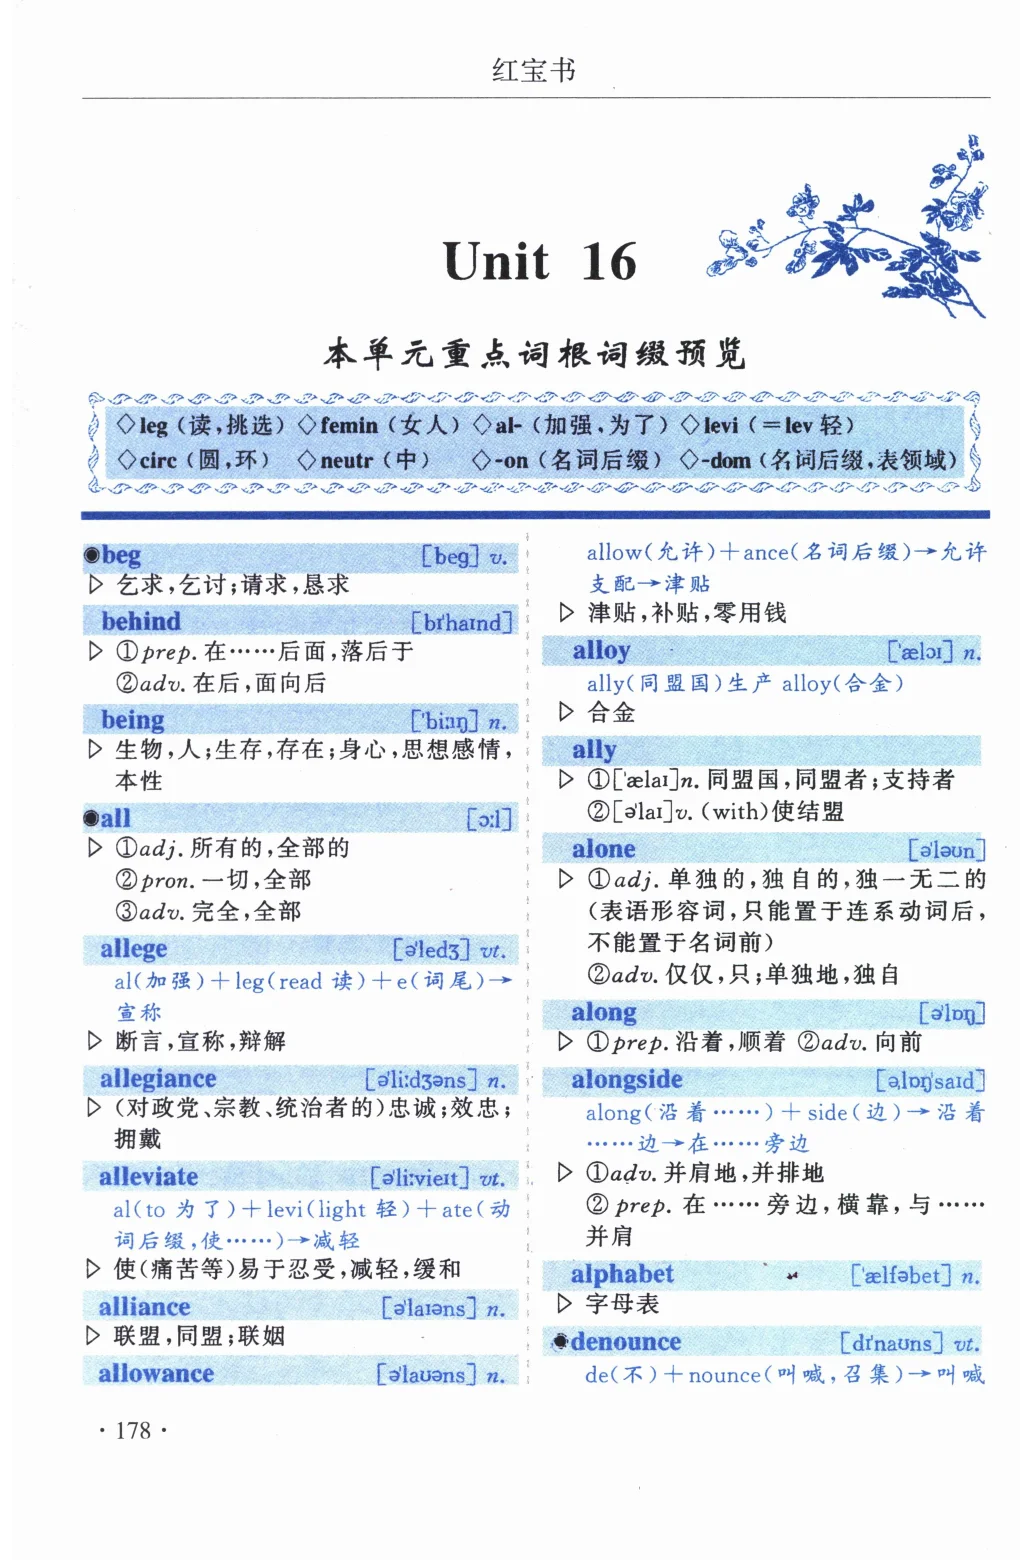 红宝书
Unit 16
本单元重点词根词缀预览
◇leg（读,挑选）◇femin（女人）◇al-（加强,为了）◇levi（=lev 轻）
◇circ（圆,环）◇neutr（中）◇-on（名词后缀）◇-dom（名词后缀,表领域）
●beg [beg] v.
▷ 乞求,乞讨;请求,恳求
behind [bɪ'haɪnd]
▷ ①prep.在……后面,落后于
②adv.在后,面向后
being ['biːɪŋ] n.
▷ 生物,人;生存,存在;身心,思想感情,
本性
●all [ɔːl]
▷ ①adj.所有的,全部的
②pron.一切,全部
③adv.完全,全部
allege [ə'ledʒ] vt.
al(加强)+leg(read 读)+e(词尾)→
宣称
▷ 断言,宣称,辩解
allegiance [ə'liːdʒəns] n.
▷ (对政党、宗教、统治者的)忠诚;效忠;
拥戴
alleviate [ə'liːvieɪt] vt.
al(to 为了)+levi(light 轻)+ate(动
词后缀,使……)→减轻
▷ 使(痛苦等)易于忍受,减轻,缓和
alliance [ə'laɪəns] n.
▷ 联盟,同盟;联姻
allowance [ə'laʊəns] n.
allow(允许)+ance(名词后缀)→允许
支配→津贴
▷ 津贴,补贴,零用钱
alloy ['ælɔɪ] n.
ally(同盟国)生产 alloy(合金)
▷ 合金
ally
▷ ①['ælaɪ]n.同盟国,同盟者;支持者
②[ə'laɪ]v.(with)使结盟
alone [ə'ləʊn]
▷ ①adj.单独的,独自的,独一无二的
(表语形容词,只能置于连系动词后,
不能置于名词前)
②adv.仅仅,只;单独地,独自
along [ə'lɒŋ]
▷ ①prep.沿着,顺着 ②adv.向前
alongside [əˌlɒŋ'saɪd]
along(沿着……)+side(边)→沿着
……边→在……旁边
▷ ①adv.并肩地,并排地
②prep.在……旁边,横靠,与……
并肩
alphabet ['ælfəbet] n.
▷ 字母表
●denounce [dɪ'naʊns] vt.
de(不)+nounce(叫喊,召集)→叫喊
·178·